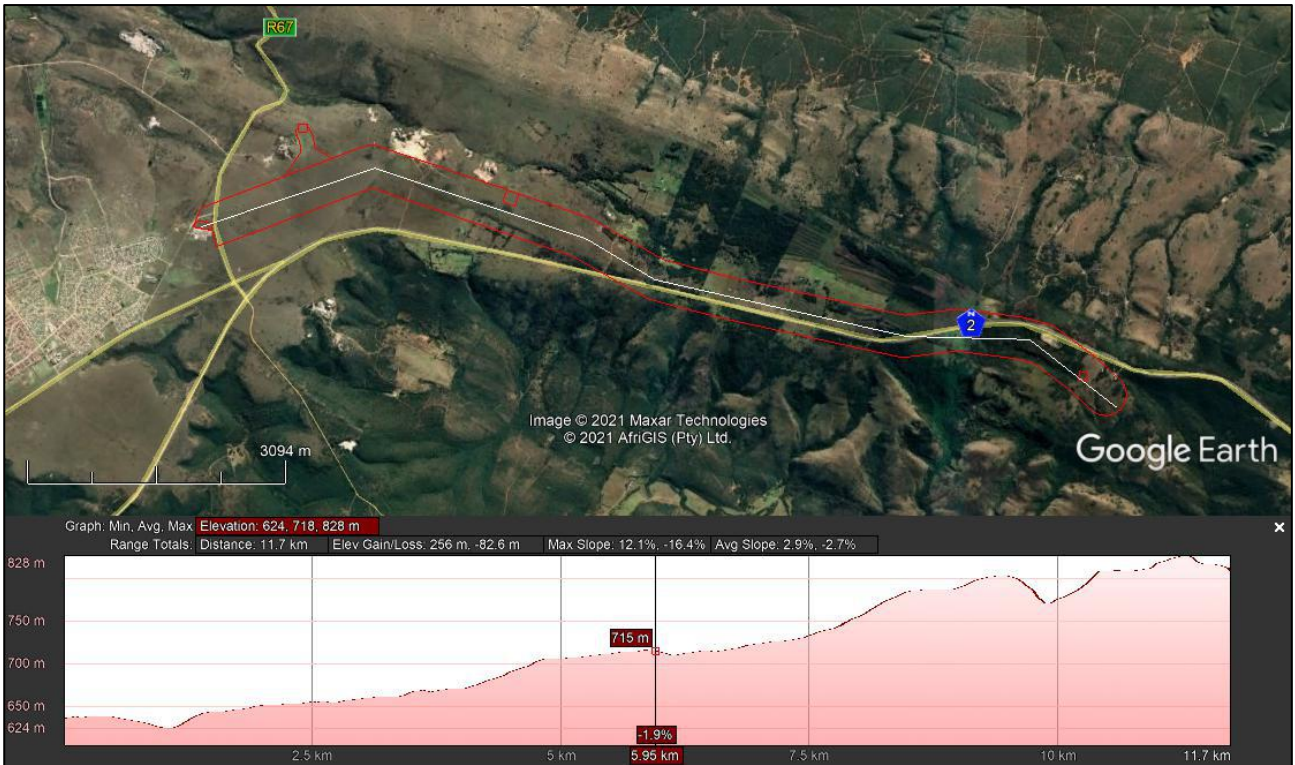 R67
N
2
Image © 2021 Maxar Technologies
© 2021 AfriGIS (Pty) Ltd.
Google Earth
3094 m
Graph: Min, Avg, Max Elevation: 624, 718, 828 m
Range Totals: Distance: 11.7 km Elev Gain/Loss: 256 m, -82.6 m Max Slope: 12.1%, -16.4% Avg Slope: 2.9%, -2.7%
828 m
750 m
715 m
700 m
650 m
624 m
-1.9%
2.5 km 5 km 5.95 km 7.5 km 10 km 11.7 km